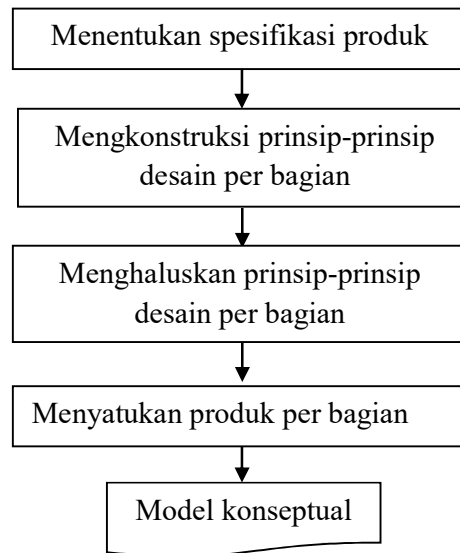 Menentukan spesifikasi produk
Mengkonstruksi prinsip-prinsip
desain per bagian
Menghaluskan prinsip-prinsip
desain per bagian
Menyatukan produk per bagian
Model konseptual